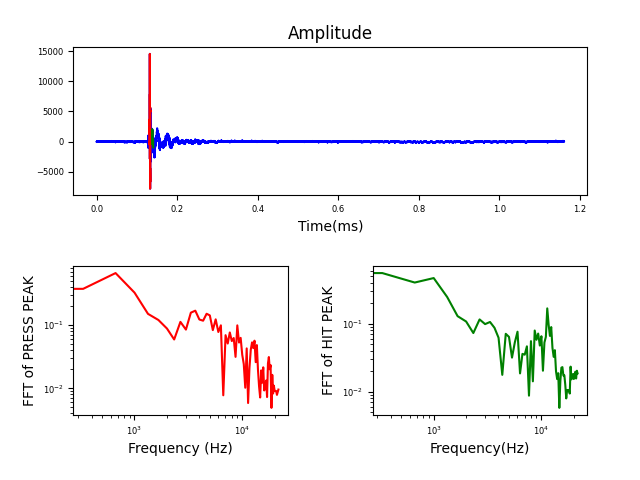 Amplitude
15000
10000
5000
0
−5000
0.0 0.2 0.4 0.6 0.8 1.0 1.2
Time(ms)
FFT of PRESS PEAK
10⁻¹
10⁻²
10³ 10⁴
Frequency (Hz)
FFT of HIT PEAK
10⁻¹
10⁻²
10³ 10⁴
Frequency(Hz)